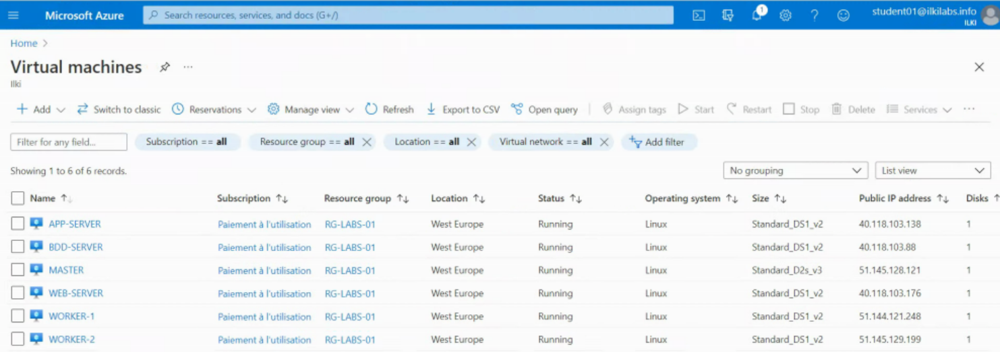 Microsoft Azure Search resources, services, and docs (G+/) 1 student01@ilkilabs.info
ILKI
Home >
Virtual machines ...
Ilki
Add Switch to classic Reservations Manage view Refresh Export to CSV Open query Assign tags Start Restart Stop Delete Services ...
Filter for any field... Subscription == all Resource group == all Location == all Virtual network == all Add filter
Showing 1 to 6 of 6 records. No grouping List view
Name Subscription Resource group Location Status Operating system Size Public IP address Disks
APP-SERVER Paiement à l'utilisation RG-LABS-01 West Europe Running Linux Standard_DS1_v2 40.118.103.138 1
BDD-SERVER Paiement à l'utilisation RG-LABS-01 West Europe Running Linux Standard_DS1_v2 40.118.103.88 1
MASTER Paiement à l'utilisation RG-LABS-01 West Europe Running Linux Standard_D2s_v3 51.145.128.121 1
WEB-SERVER Paiement à l'utilisation RG-LABS-01 West Europe Running Linux Standard_DS1_v2 40.118.103.176 1
WORKER-1 Paiement à l'utilisation RG-LABS-01 West Europe Running Linux Standard_DS1_v2 51.144.121.248 1
WORKER-2 Paiement à l'utilisation RG-LABS-01 West Europe Running Linux Standard_DS1_v2 51.145.129.199 1